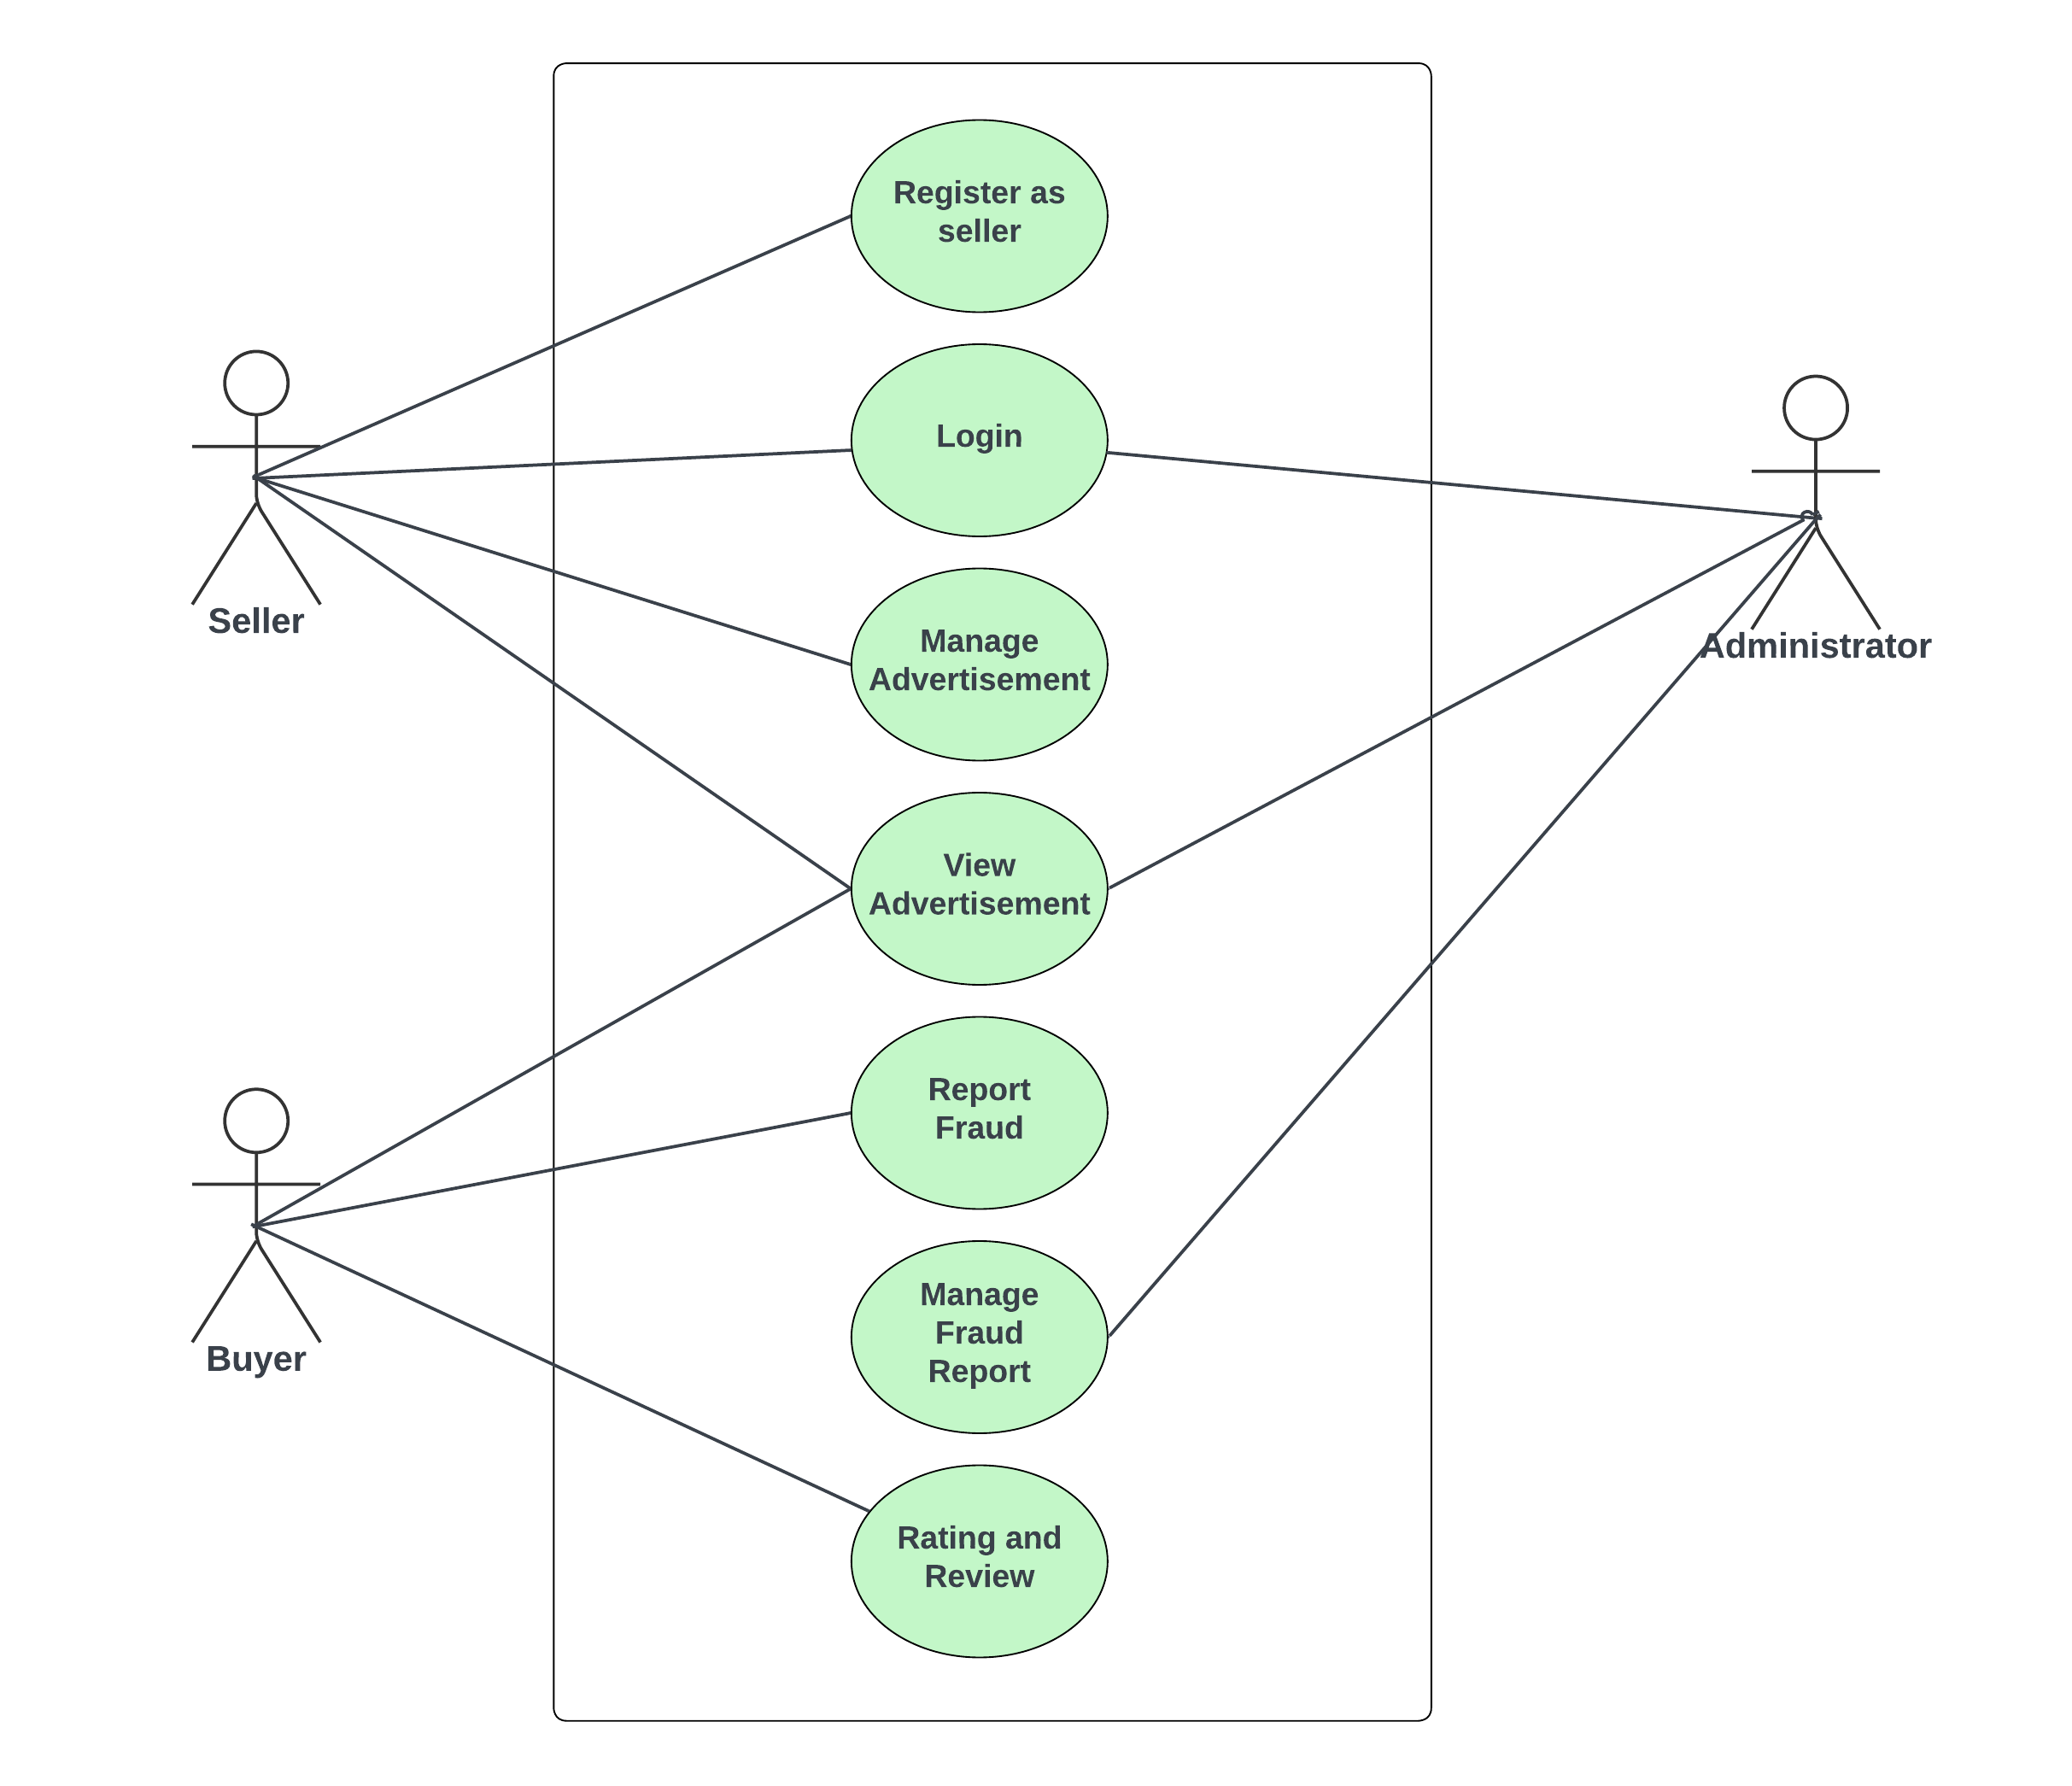 Register as
seller
Login
Seller
Manage
Advertisement
Administrator
View
Advertisement
Report
Fraud
Manage
Fraud
Report
Buyer
Rating and
Review